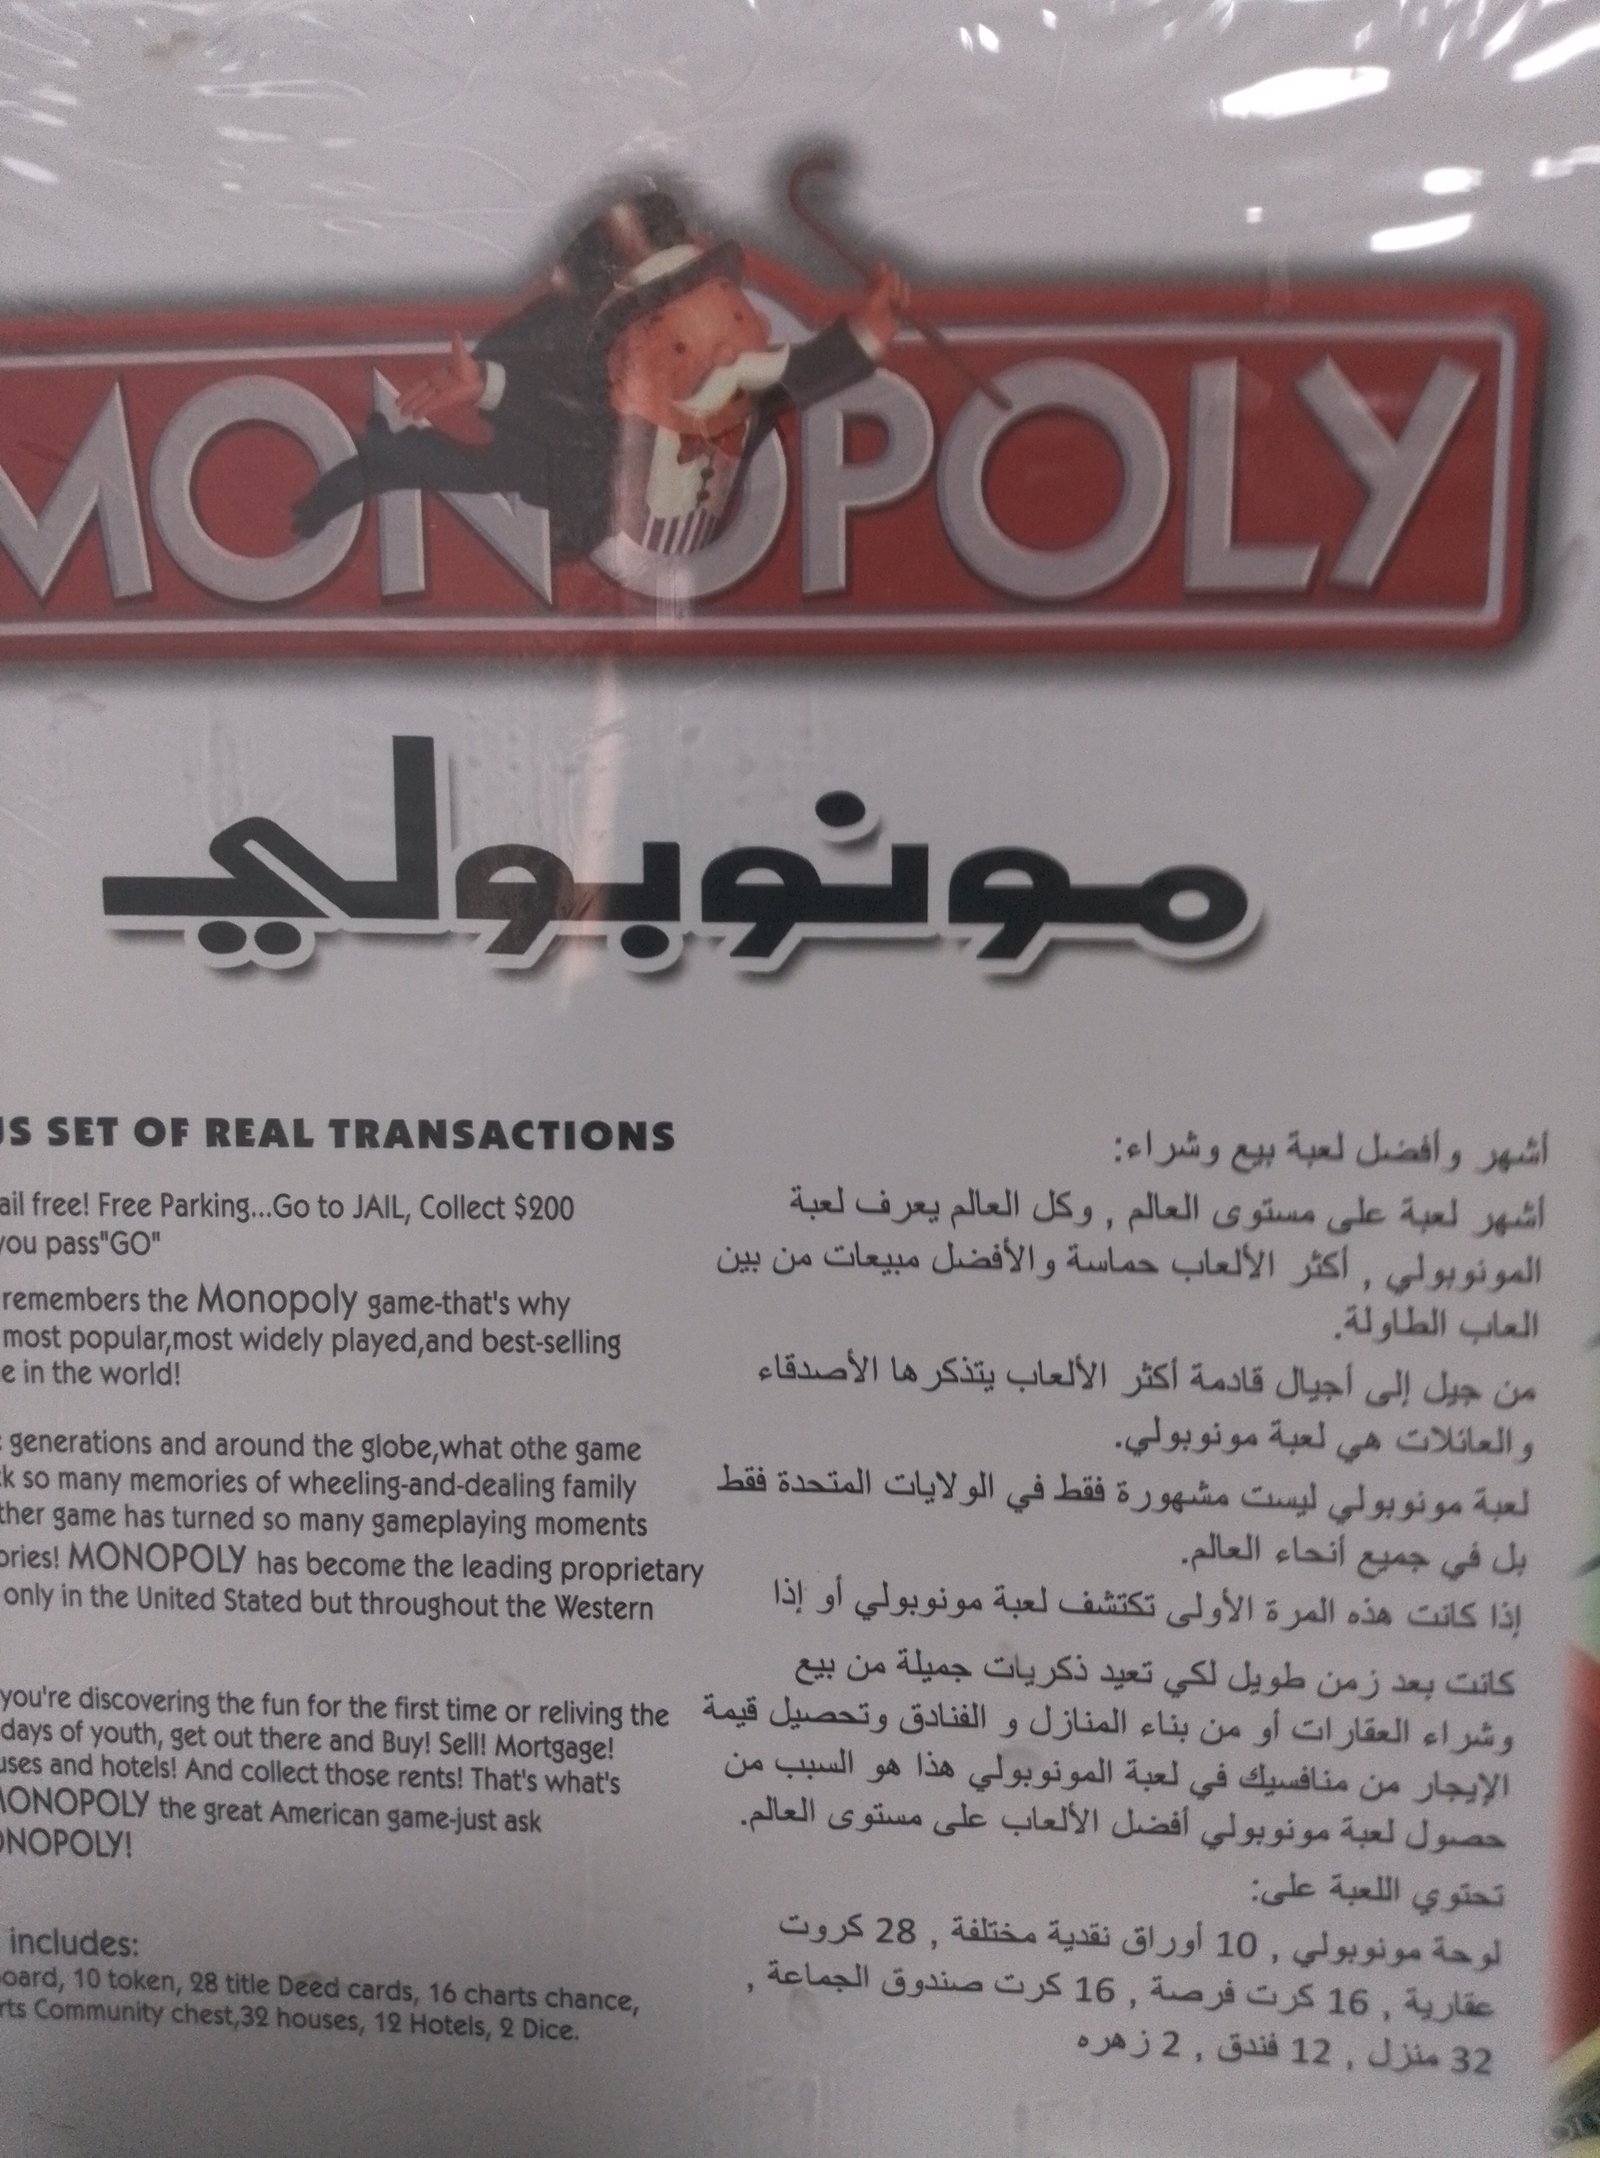 MONOPOLY
مونوبولي
SET OF REAL TRANSACTIONS
free! Free Parking...Go to JAIL, Collect $200
you pass"GO"
remembers the Monopoly game-that's why
most popular,most widely played,and best-selling
in the world!
generations and around the globe,what othe game
so many memories of wheeling-and-dealing family
game has turned so many gameplaying moments
MONOPOLY has become the leading proprietary
only in the United Stated but throughout the Western
you're discovering the fun for the first time or reliving the
days of youth, get out there and Buy! Sell! Mortgage!
and hotels! And collect those rents! That's what's
MONOPOLY the great American game-just ask
MONOPOLY!
includes:
10 token, 28 title Deed cards, 16 charts chance,
Community chest,32 houses, 12 Hotels, 2 Dice.
أشهر وأفضل لعبة بيع وشراء:
أشهر لعبة على مستوى العالم , وكل العالم يعرف لعبة
المونوبولي , أكثر الألعاب حماسة والأفضل مبيعات من بين
العاب الطاولة.
من جيل إلى أجيال قادمة أكثر الألعاب يتذكرها الأصدقاء
والعائلات هي لعبة مونوبولي.
لعبة مونوبولي ليست مشهورة فقط في الولايات المتحدة فقط
بل في جميع أنحاء العالم.
إذا كانت هذه المرة الأولى تكتشف لعبة مونوبولي أو إذا
كانت بعد زمن طويل لكي تعيد ذكريات جميلة من بيع
وشراء العقارات أو من بناء المنازل و الفنادق وتحصيل قيمة
الإيجار من منافسيك في لعبة المونوبولي هذا هو السبب من
حصول لعبة مونوبولي أفضل الألعاب على مستوى العالم.
تحتوي اللعبة على:
لوحة مونوبولي , 10 أوراق نقدية مختلفة , 28 كروت
عقارية , 16 كرت فرصة , 16 كرت صندوق الجماعة ,
32 منزل , 12 فندق , 2 زهره